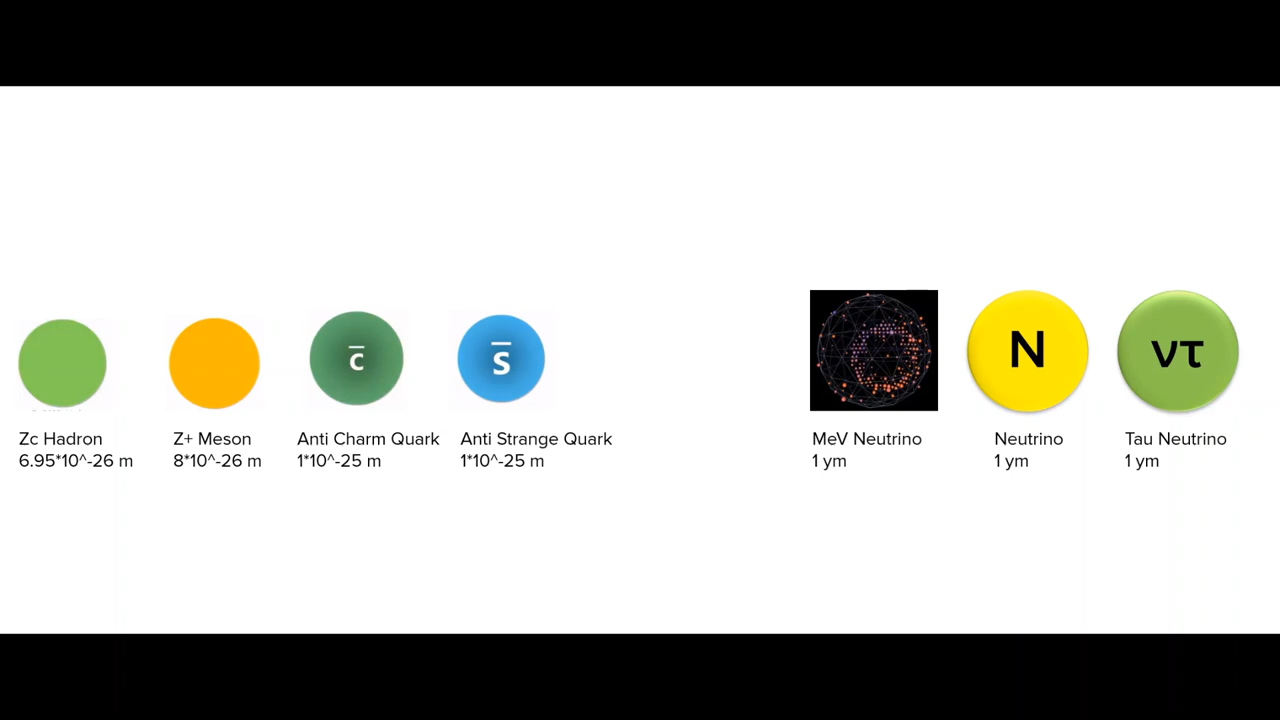 c̅
s̅
N
ντ
Zc Hadron
6.95*10^-26 m
Z+ Meson
8*10^-26 m
Anti Charm Quark
1*10^-25 m
Anti Strange Quark
1*10^-25 m
MeV Neutrino
1 ym
Neutrino
1 ym
Tau Neutrino
1 ym